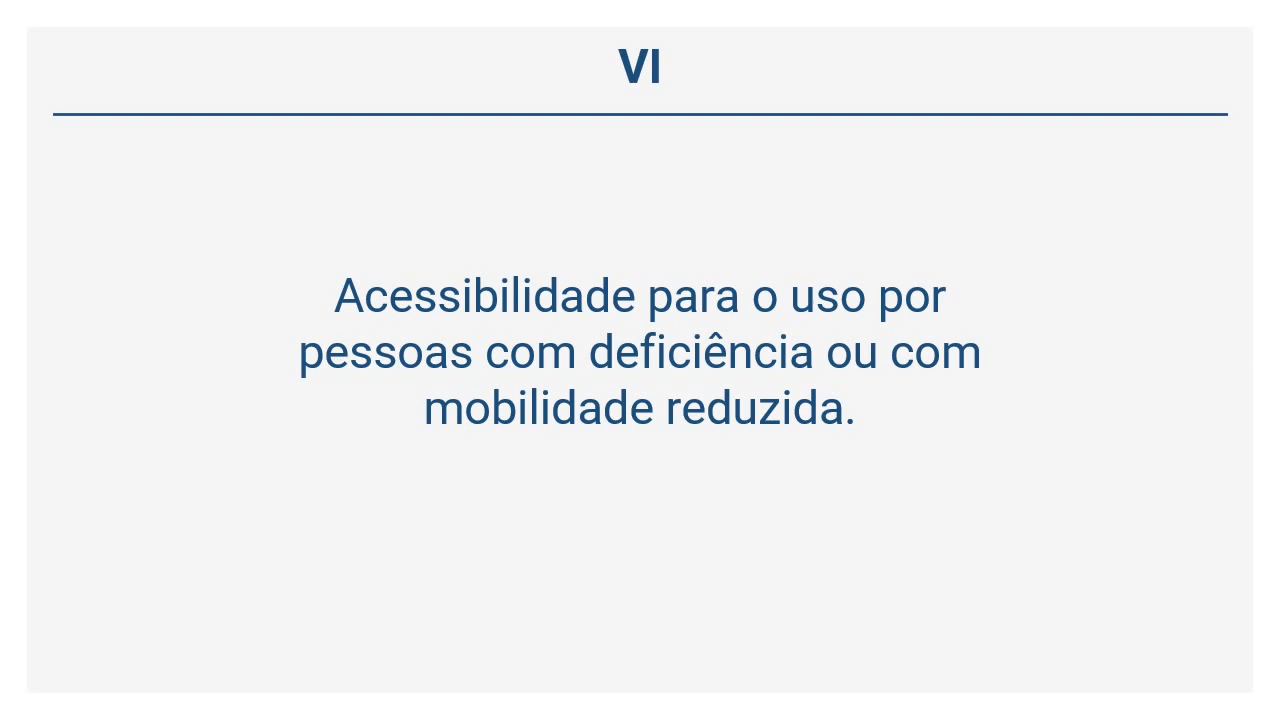 VI
Acessibilidade para o uso por
pessoas com deficiência ou com
mobilidade reduzida.